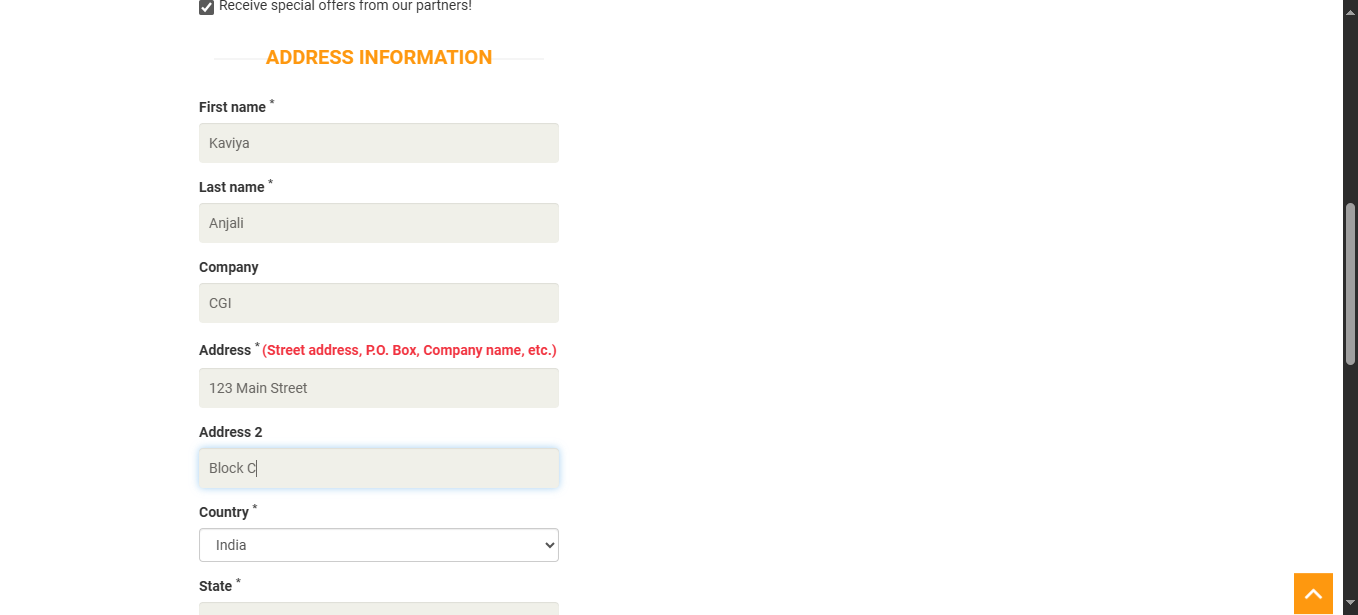 Receive special offers from our partners!
ADDRESS INFORMATION
First name *
Kaviya
Last name *
Anjali
Company
CGI
Address * (Street address, P.O. Box, Company name, etc.)
123 Main Street
Address 2
Block C
Country *
India
State *